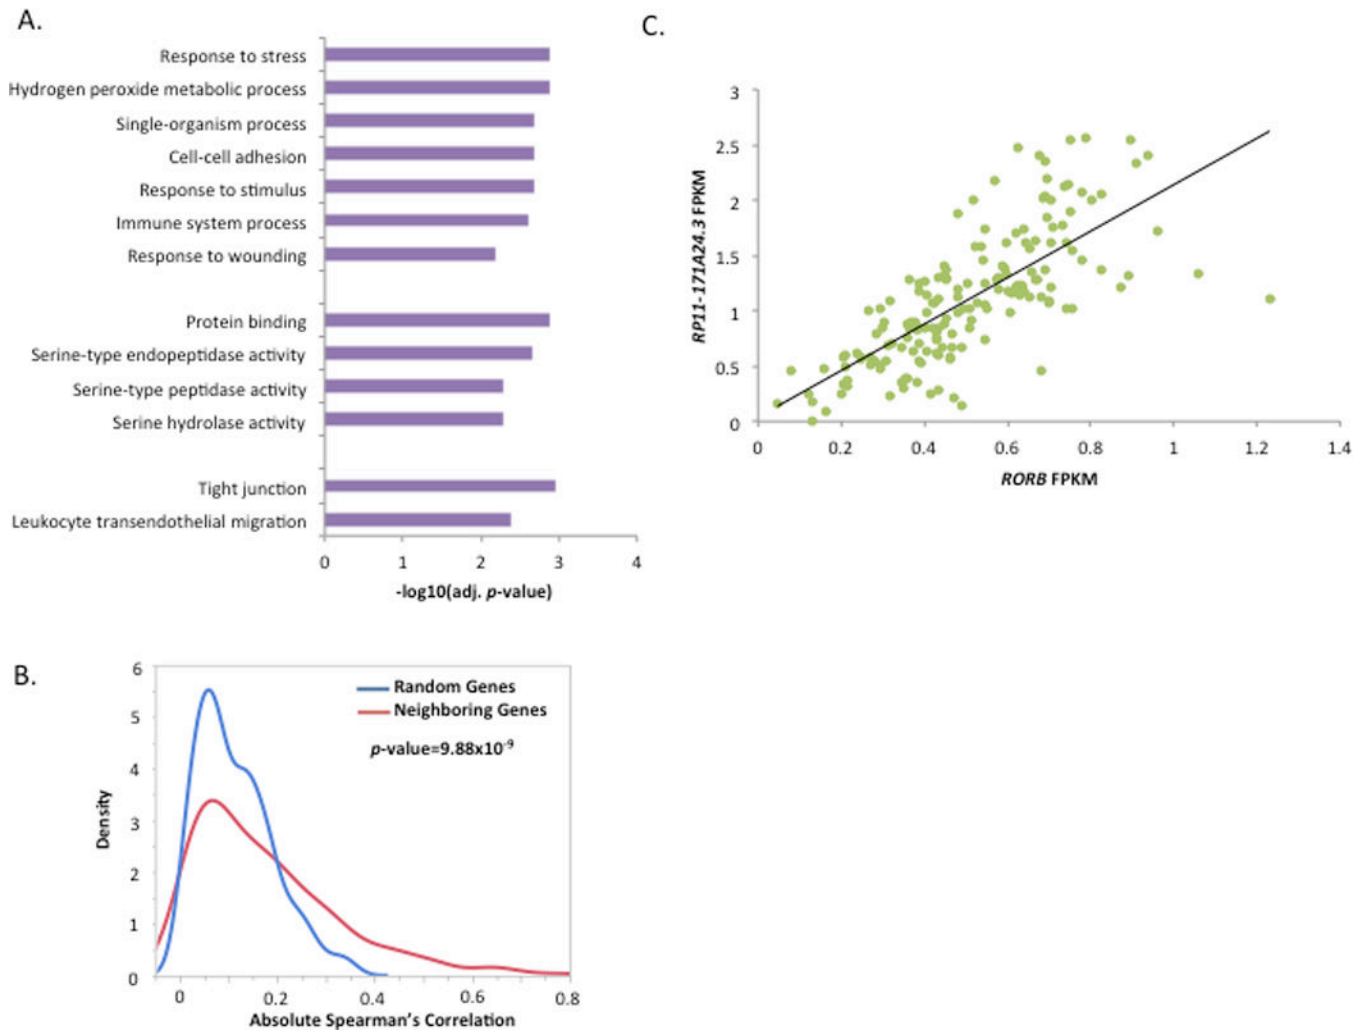 A.
Response to stress
Hydrogen peroxide metabolic process
Single-organism process
Cell-cell adhesion
Response to stimulus
Immune system process
Response to wounding
Protein binding
Serine-type endopeptidase activity
Serine-type peptidase activity
Serine hydrolase activity
Tight junction
Leukocyte transendothelial migration
0 1 2 3 4
-log10(adj. p-value)
C.
3
2.5
2
1.5
1
0.5
0
RP11-171A24.3 FPKM
0 0.2 0.4 0.6 0.8 1 1.2 1.4
RORB FPKM
B.
6
5
4
3
2
1
0
Density
Random Genes
Neighboring Genes
p-value=9.88x10⁻⁹
0 0.2 0.4 0.6 0.8
Absolute Spearman's Correlation